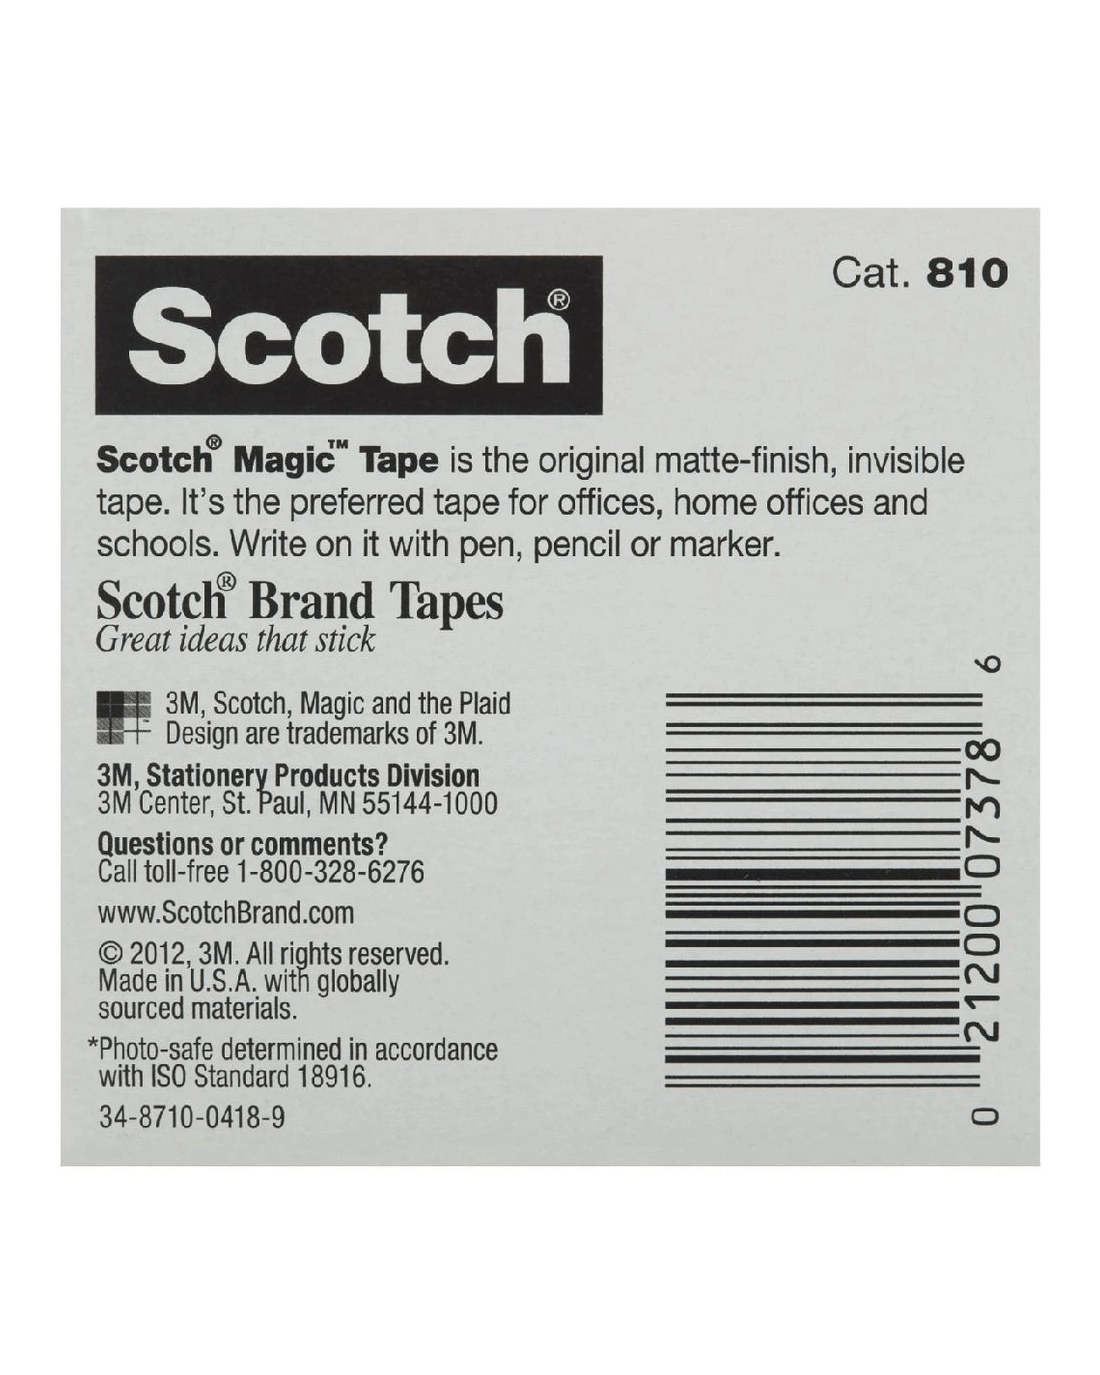 Scotch®
Cat. 810
Scotch® Magic™ Tape is the original matte-finish, invisible
tape. It's the preferred tape for offices, home offices and
schools. Write on it with pen, pencil or marker.
Scotch® Brand Tapes
Great ideas that stick
3M, Scotch, Magic and the Plaid
Design are trademarks of 3M.
3M, Stationery Products Division
3M Center, St. Paul, MN 55144-1000
Questions or comments?
Call toll-free 1-800-328-6276
www.ScotchBrand.com
© 2012, 3M. All rights reserved.
Made in U.S.A. with globally
sourced materials.
*Photo-safe determined in accordance
with ISO Standard 18916.
34-8710-0418-9
0 21200 07378 6